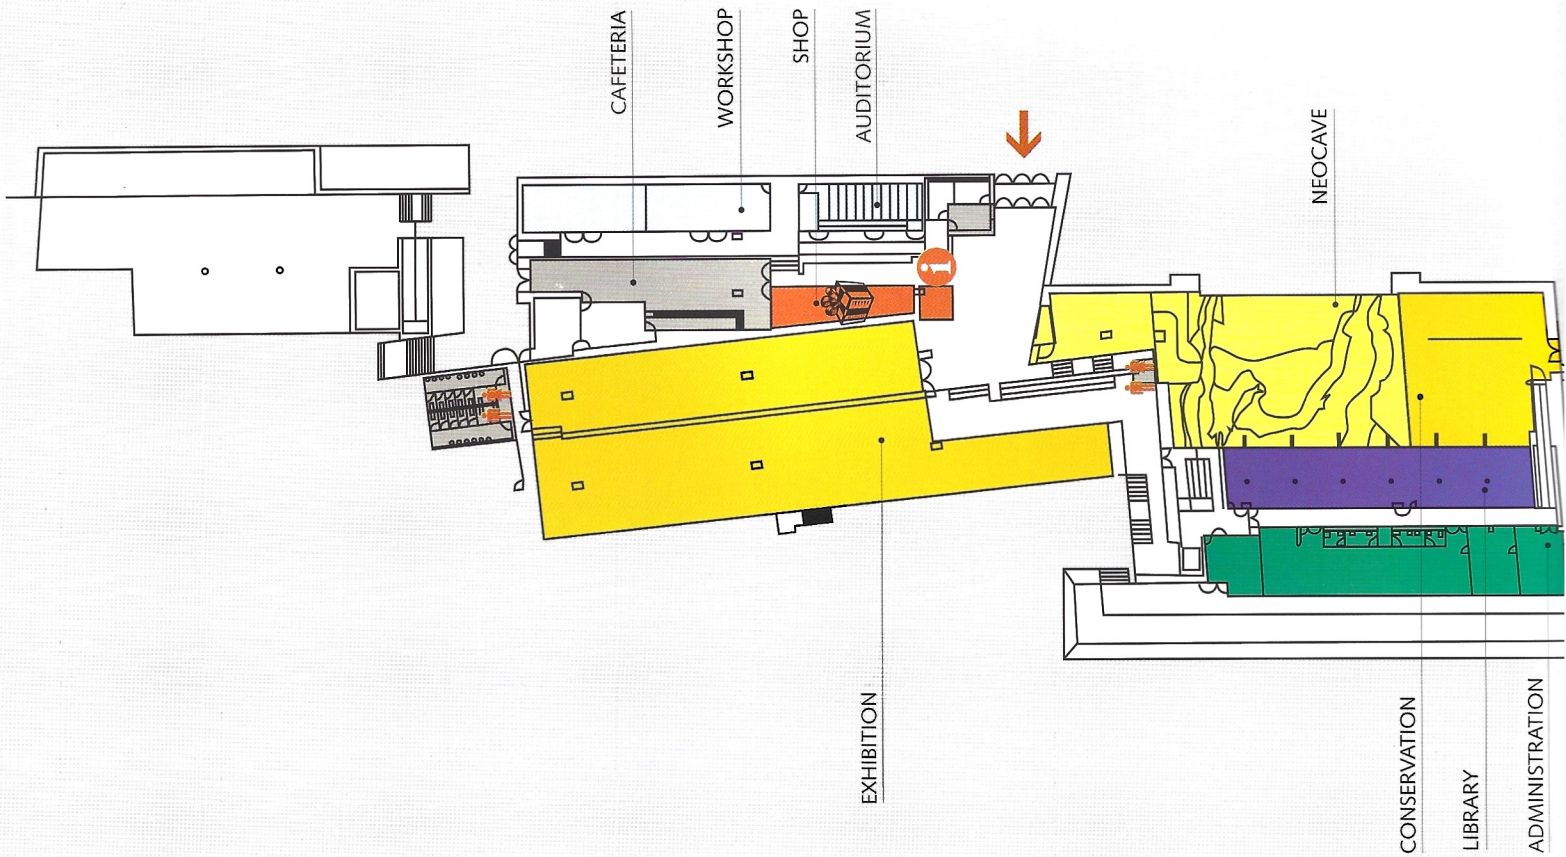 CAFETERIA
WORKSHOP
SHOP
AUDITORIUM
NEOCAVE
i
EXHIBITION
CONSERVATION
LIBRARY
ADMINISTRATION